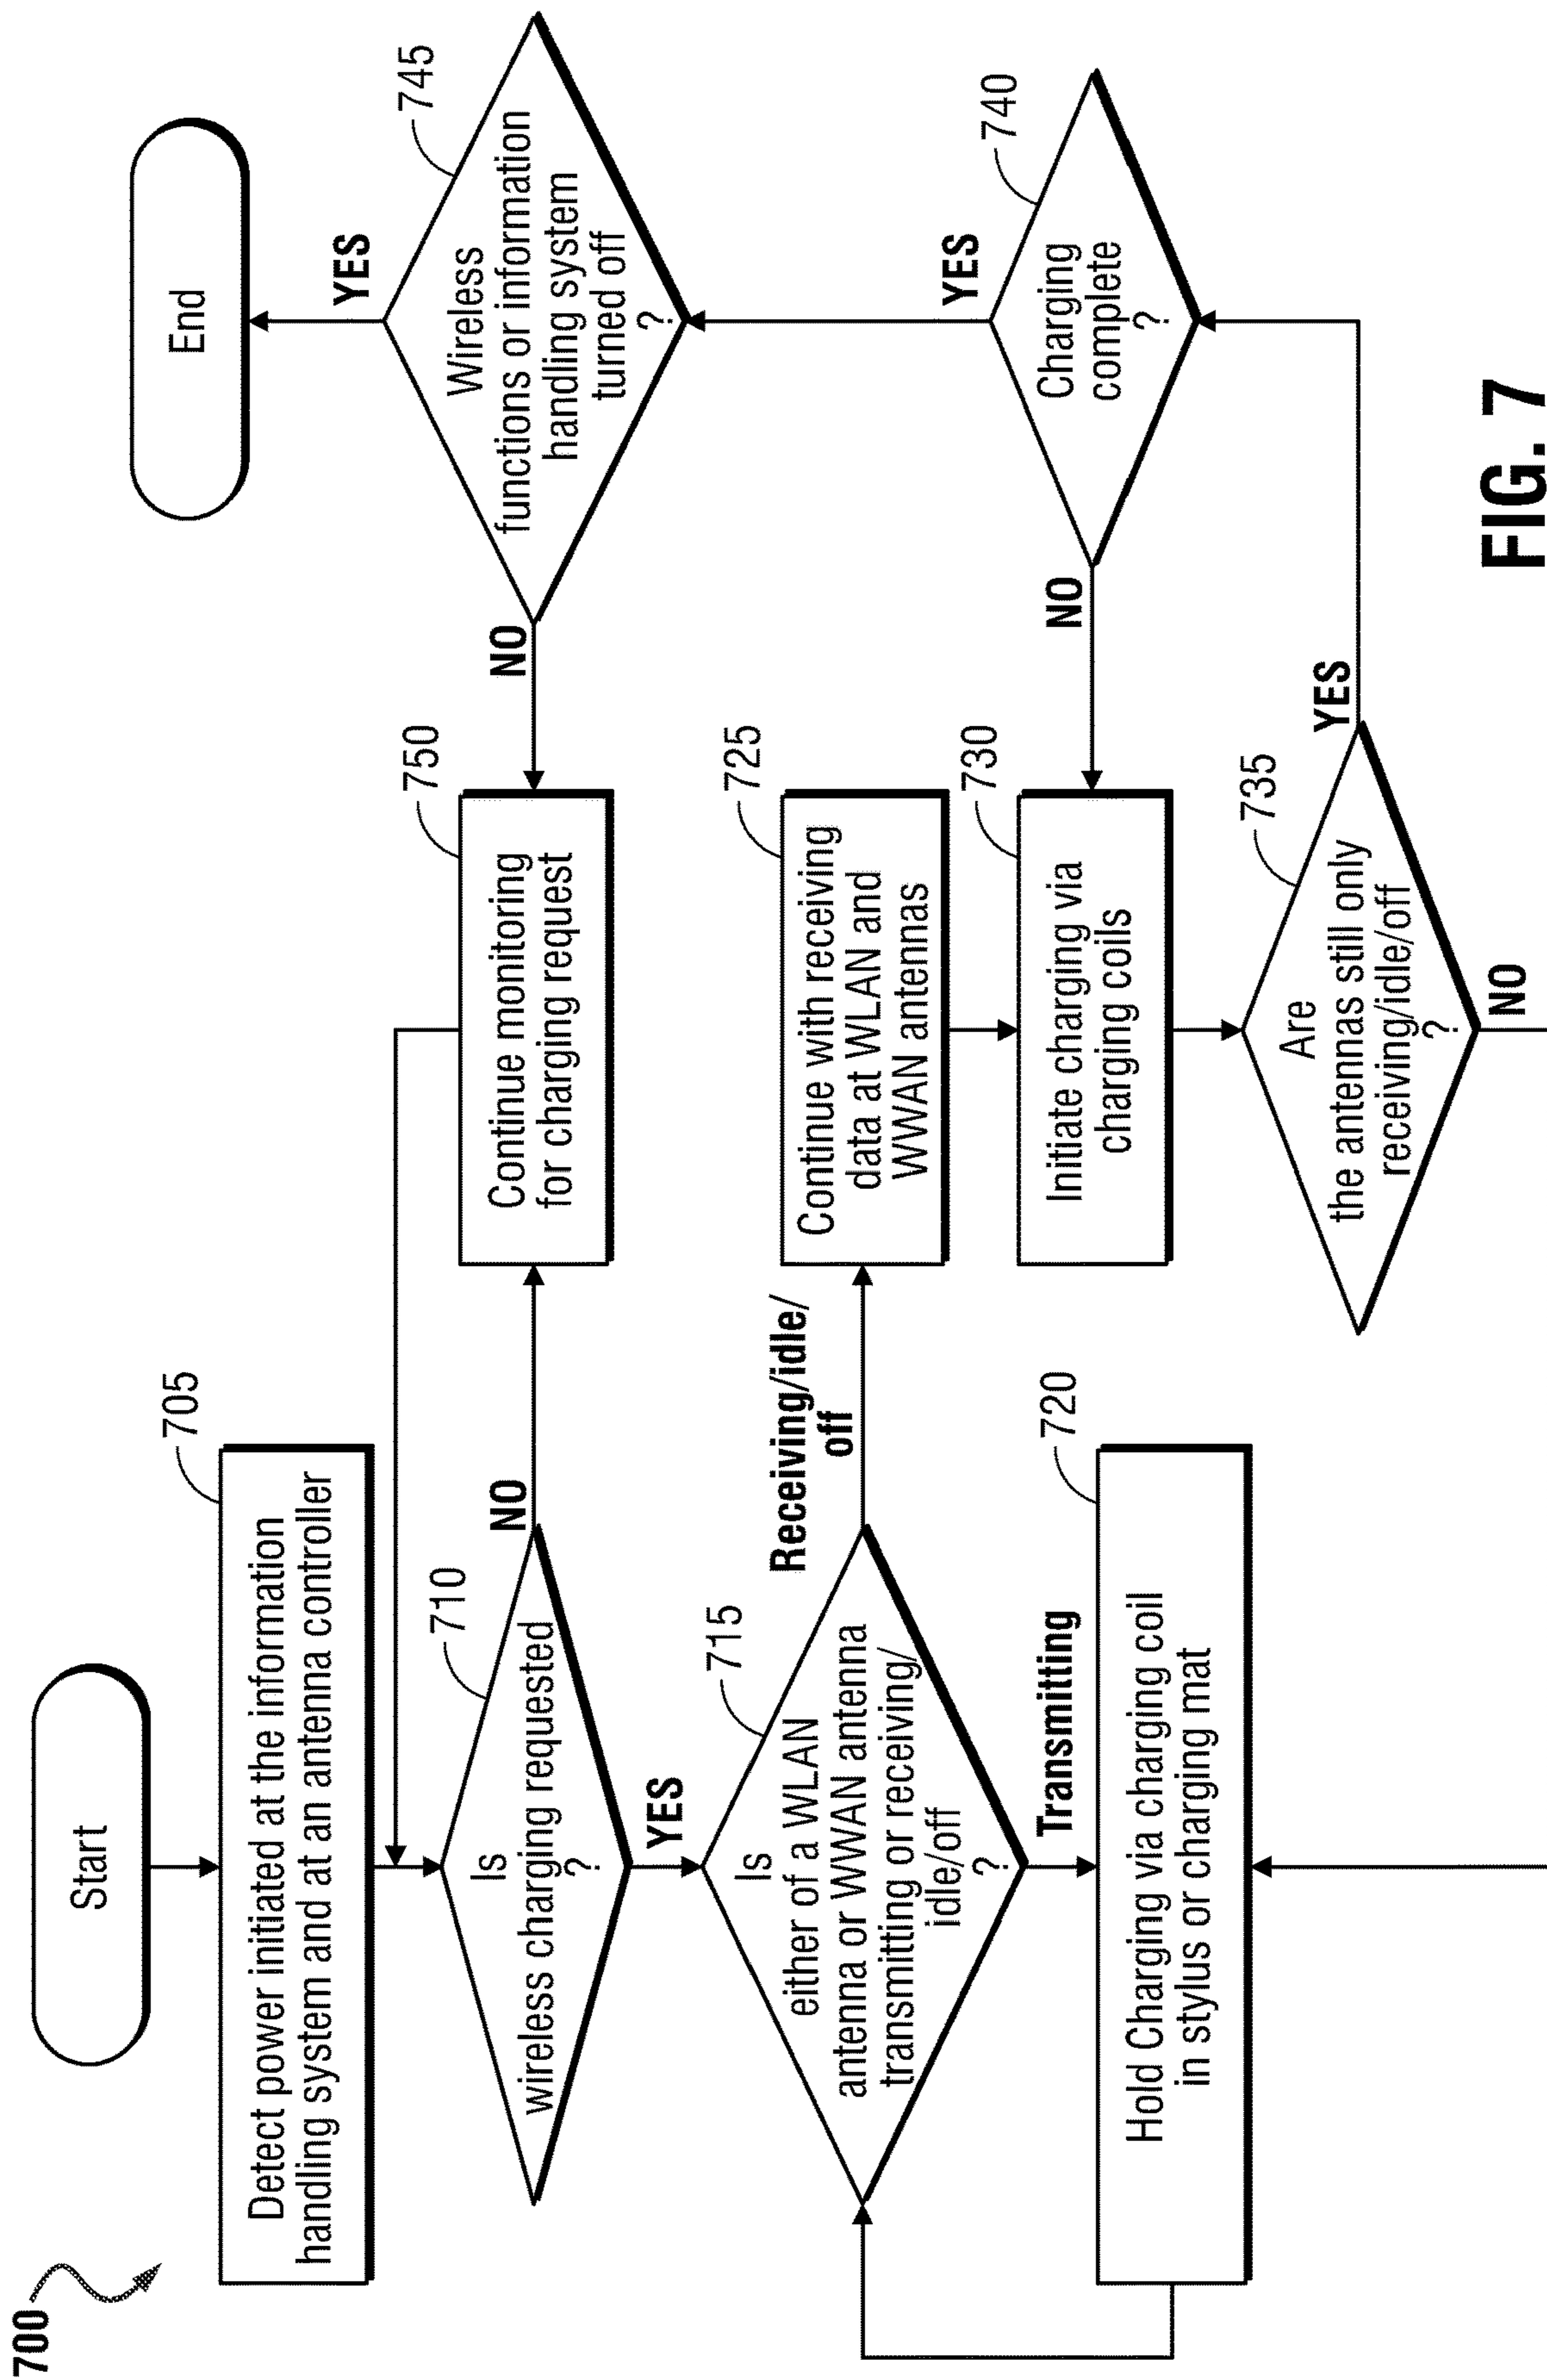 700
Start
705
Detect power initiated at the information
handling system and at an antenna controller
710
Is
wireless charging requested
?
NO
YES
715
Is
either of a WLAN
antenna or WWAN antenna
transmitting or receiving/
idle/off
?
Receiving/idle/
off
Transmitting
720
Hold Charging via charging coil
in stylus or charging mat
750
Continue monitoring
for charging request
725
Continue with receiving
data at WLAN and
WWAN antennas
730
Initiate charging via
charging coils
735
Are
the antennas still only
receiving/idle/off
?
YES
NO
740
Charging
complete
?
NO
YES
745
Wireless
functions or information
handling system
turned off
?
NO
YES
End
FIG. 7